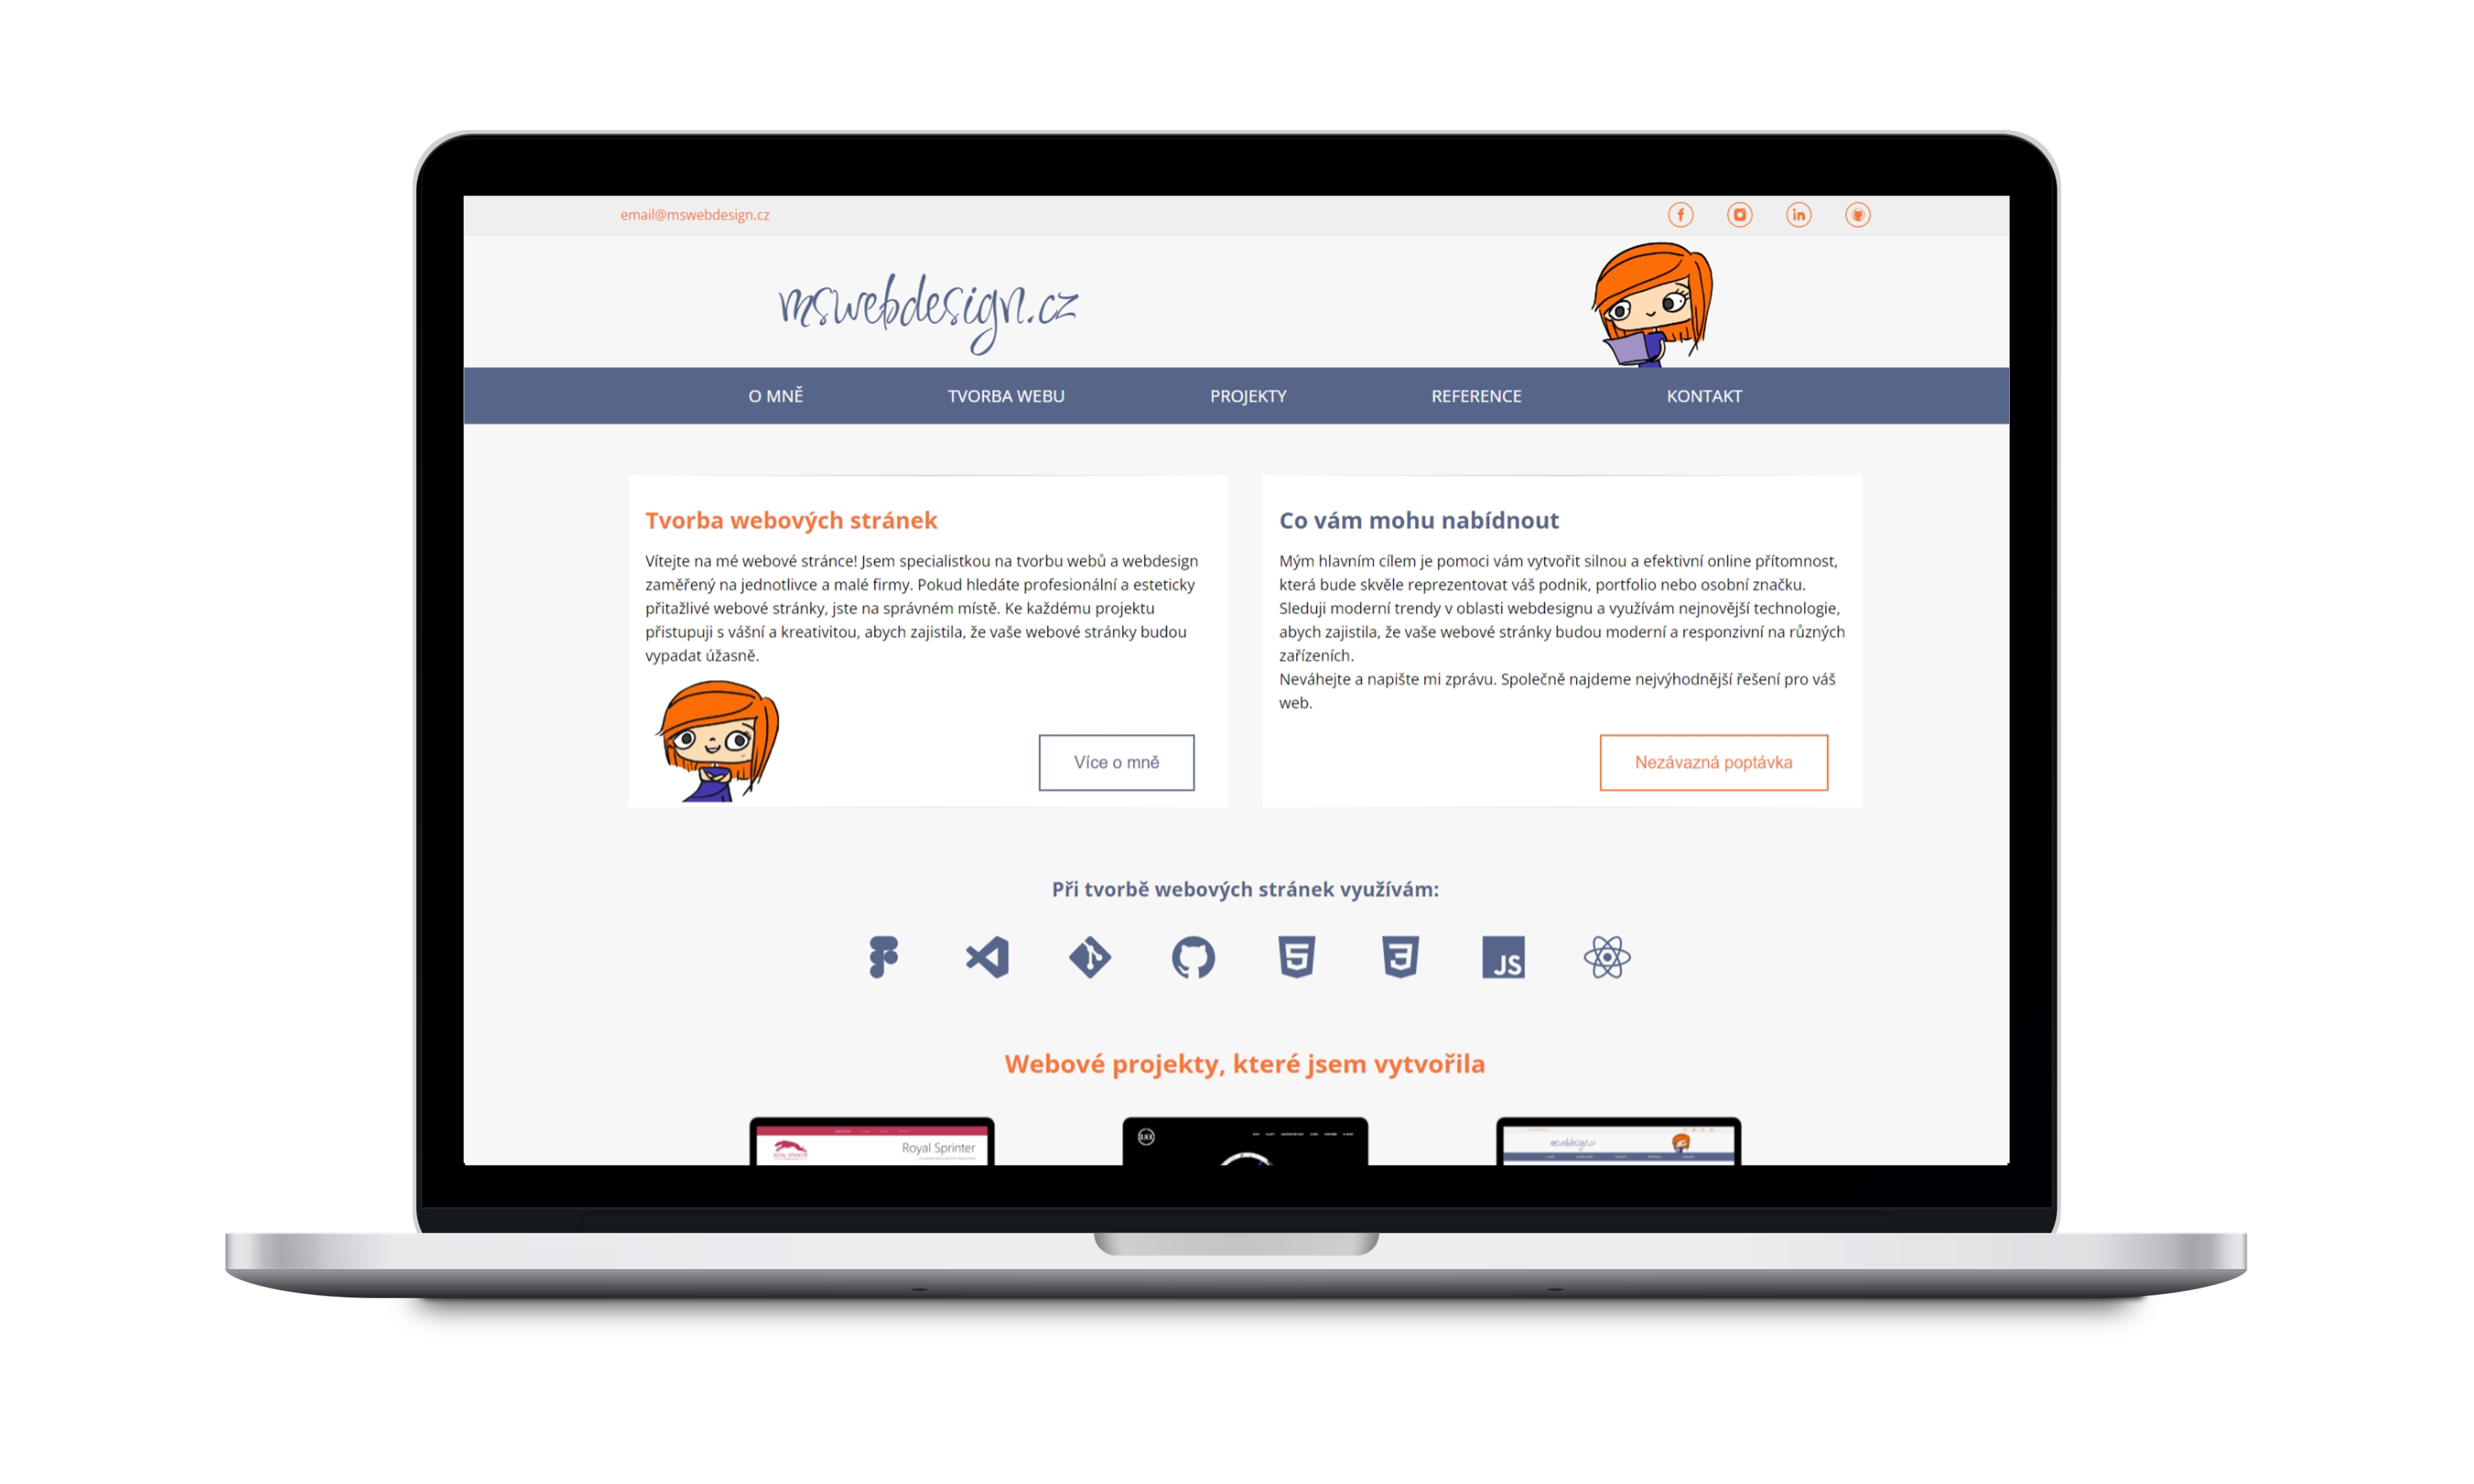 email@mswebdesign.cz
mswebdesign.cz
O MNĚ TVORBA WEBU PROJEKTY REFERENCE KONTAKT
Tvorba webových stránek
Vítejte na mé webové stránce! Jsem specialistkou na tvorbu webů a webdesign
zaměřený na jednotlivce a malé firmy. Pokud hledáte profesionální a esteticky
přitažlivé webové stránky, jste na správném místě. Ke každému projektu
přistupuji s vášní a kreativitou, abych zajistila, že vaše webové stránky budou
vypadat úžasně.
Více o mně
Co vám mohu nabídnout
Mým hlavním cílem je pomoci vám vytvořit silnou a efektivní online přítomnost,
která bude skvěle reprezentovat váš podnik, portfolio nebo osobní značku.
Sleduji moderní trendy v oblasti webdesignu a využívám nejnovější technologie,
abych zajistila, že vaše webové stránky budou moderní a responzivní na různých
zařízeních.
Neváhejte a napište mi zprávu. Společně najdeme nejvýhodnější řešení pro váš
web.
Nezávazná poptávka
Při tvorbě webových stránek využívám:
5 3 JS
Webové projekty, které jsem vytvořila
ROYAL SPRINTER
Royal Sprinter
mswebdesign.cz